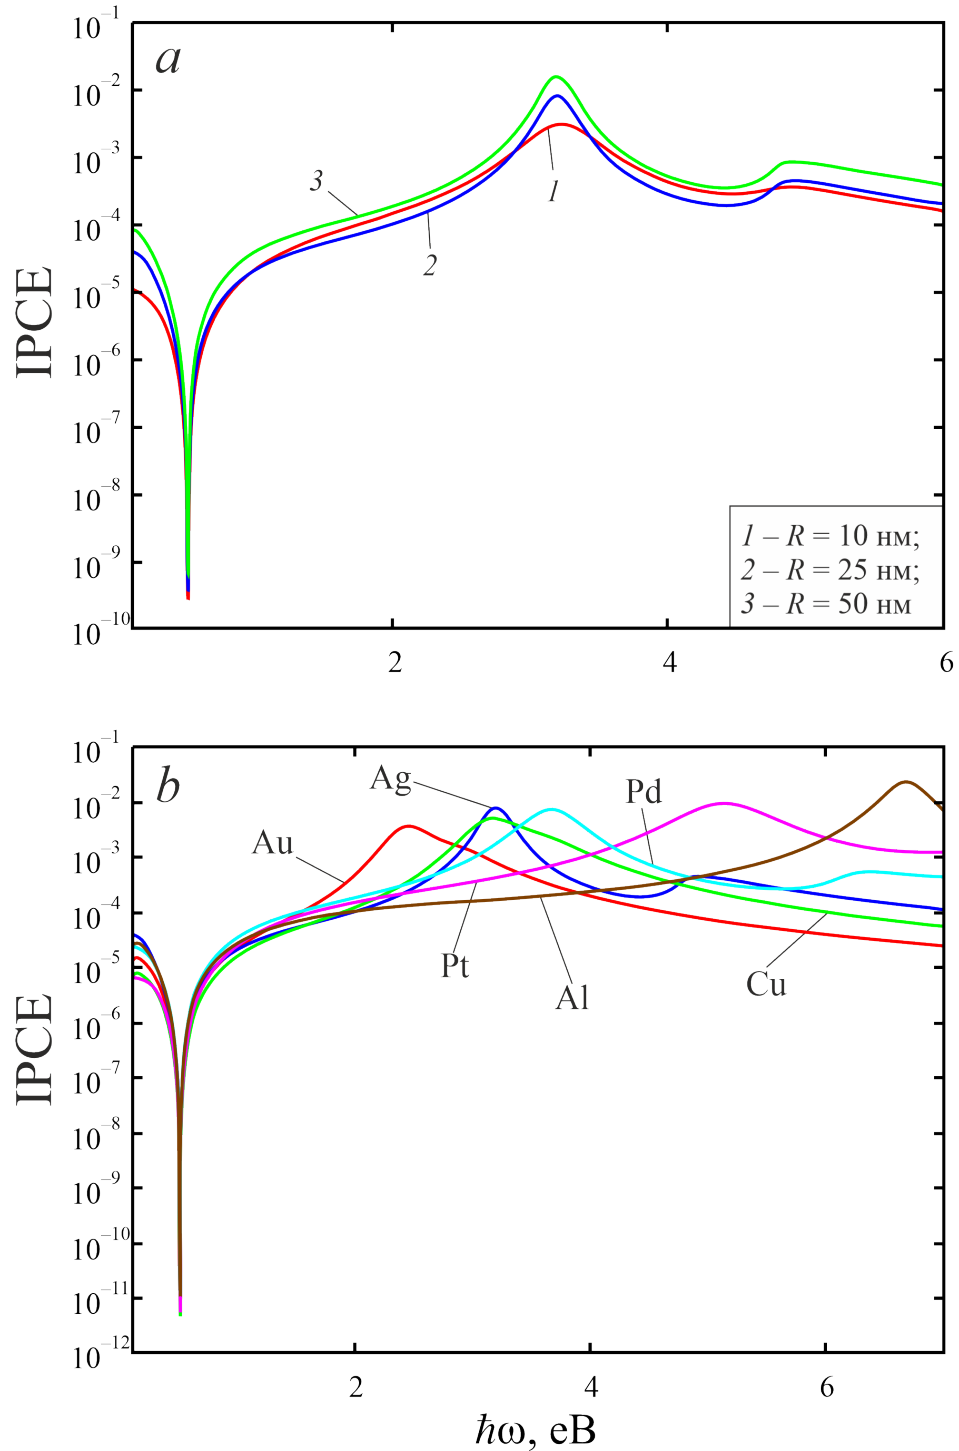 a
10⁻¹
10⁻²
10⁻³
10⁻⁴
10⁻⁵
10⁻⁶
10⁻⁷
10⁻⁸
10⁻⁹
10⁻¹⁰
IPCE
3
1
2
1 – R = 10 нм;
2 – R = 25 нм;
3 – R = 50 нм
2 4 6
b
10⁻¹
10⁻²
10⁻³
10⁻⁴
10⁻⁵
10⁻⁶
10⁻⁷
10⁻⁸
10⁻⁹
10⁻¹⁰
10⁻¹¹
10⁻¹²
IPCE
Ag
Pd
Au
Pt
Al
Cu
2 4 6
ħω, eB